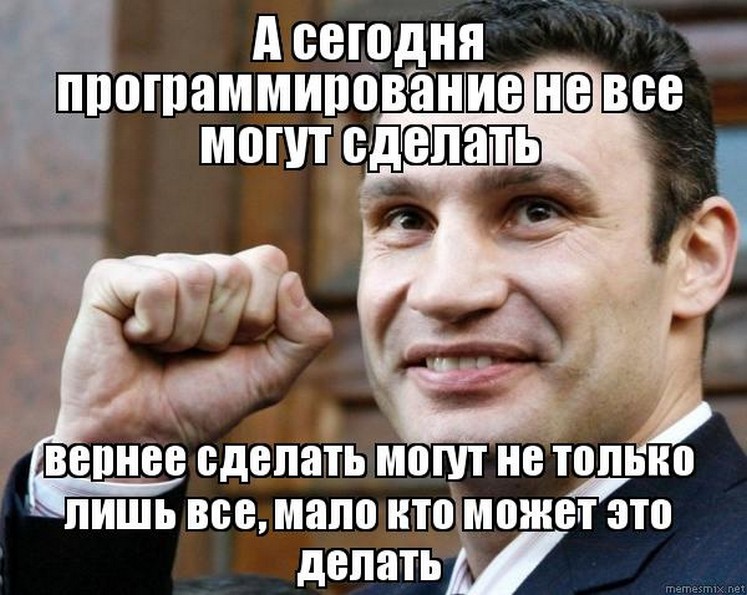 А сегодня
программирование не все
могут сделать
вернее сделать могут не только
лишь все, мало кто может это
делать
memesmix.net